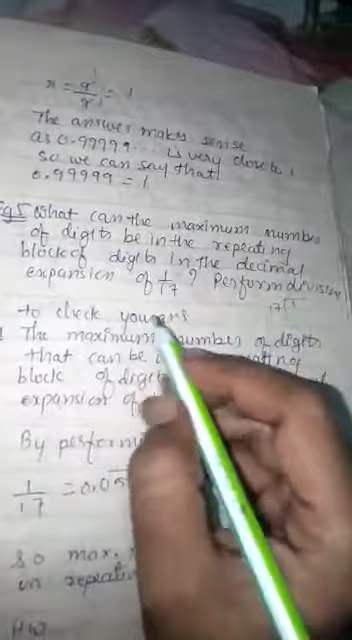 x = 9/9 = 1
The answer makes sense
as 0.99999... is very close to 1
so we can say that
0.99999 = 1
Eg5 What can the maximum number
of digits be in the repeating
block of digits in the decimal
expansion of 1/17 ? Perform division
17√1
to check your ans
The maximum number of digits
that can be
block of
expansion of
By perform
1/17 = 0.05
so max.
in
H.W